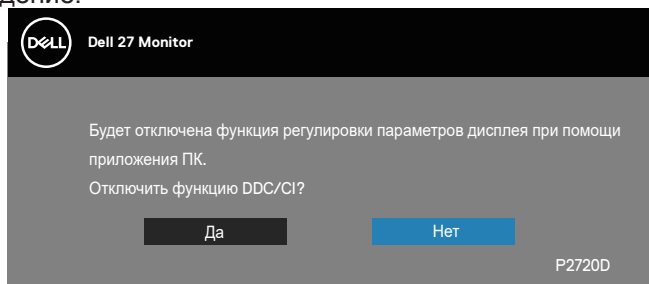 DELL
Dell 27 Monitor
Будет отключена функция регулировки параметров дисплея при помощи
приложения ПК.
Отключить функцию DDC/CI?
Да Нет
P2720D